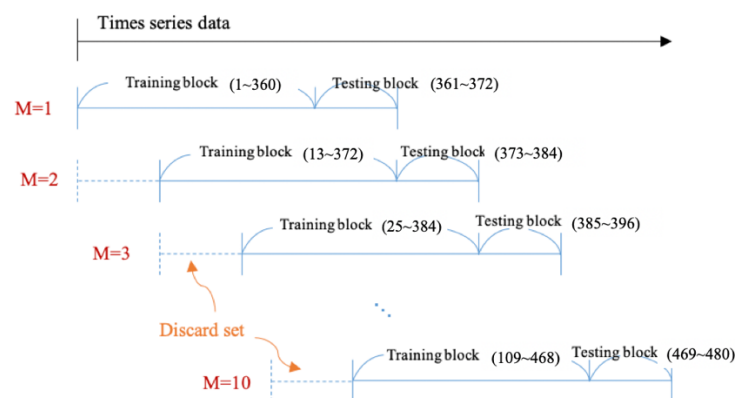 Times series data
Training block (1~360) Testing block (361~372)
M=1
Training block (13~372) Testing block (373~384)
M=2
Training block (25~384) Testing block (385~396)
M=3
Discard set
Training block (109~468) Testing block (469~480)
M=10